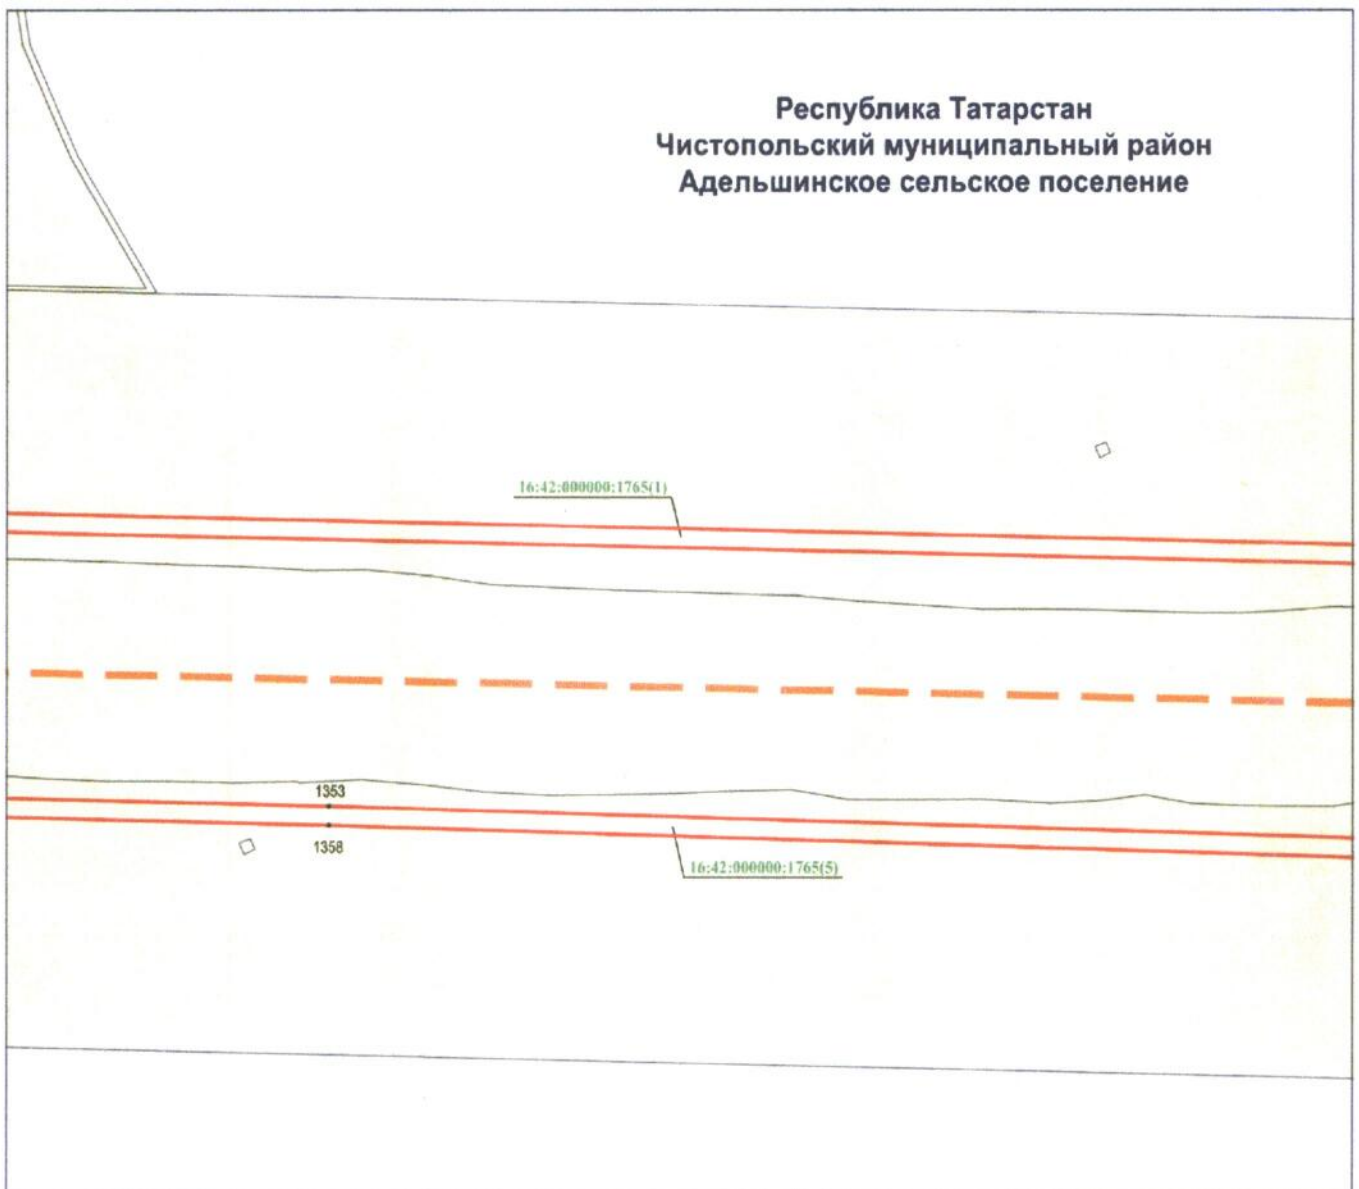 Республика Татарстан
Чистопольский муниципальный район
Адельшинское сельское поселение
16:42:000000:1765(1)
1353
1358
16:42:000000:1765(5)